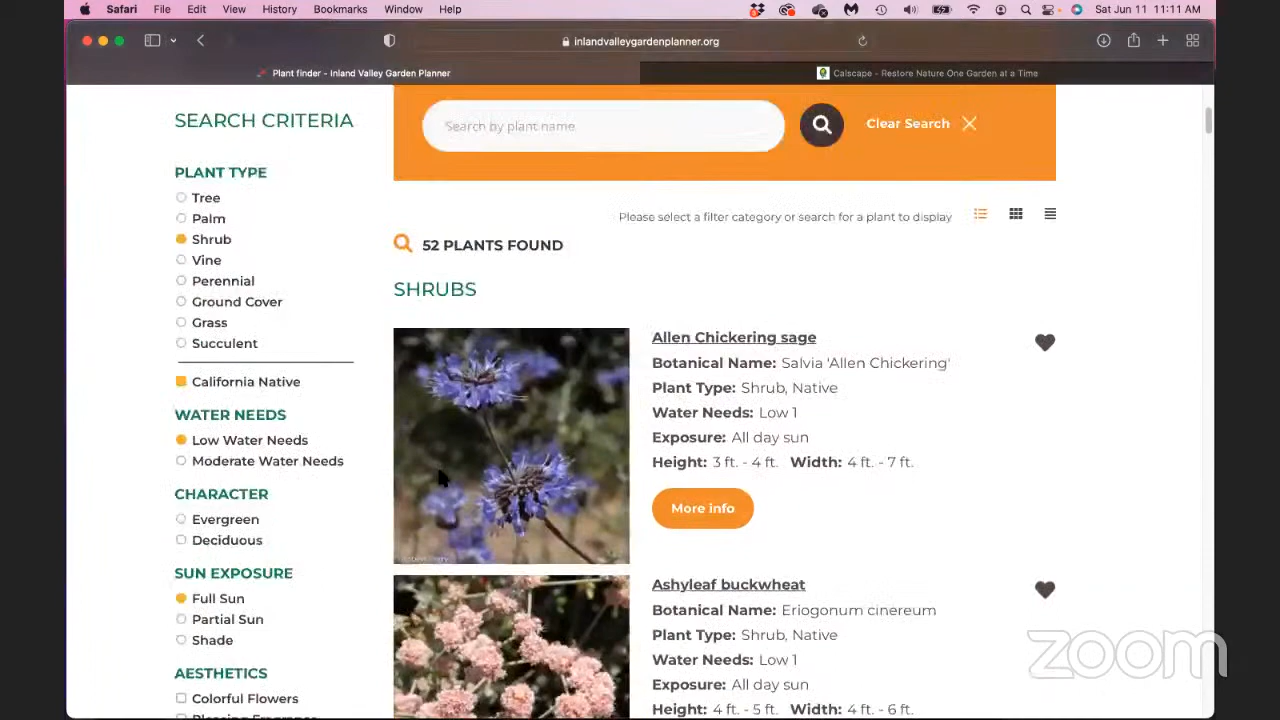 Safari File Edit View History Bookmarks Window Help Sat Jun 11 11:11 AM
inlandvalleygardenplanner.org
Plant finder - Inland Valley Garden Planner
Calscape - Restore Nature One Garden at a Time
SEARCH CRITERIA
PLANT TYPE
Tree
Palm
Shrub
Vine
Perennial
Ground Cover
Grass
Succulent
California Native
WATER NEEDS
Low Water Needs
Moderate Water Needs
CHARACTER
Evergreen
Deciduous
SUN EXPOSURE
Full Sun
Partial Sun
Shade
AESTHETICS
Colorful Flowers
Pleasing Fragrance
Search by plant name
Clear Search
Please select a filter category or search for a plant to display
52 PLANTS FOUND
SHRUBS
Allen Chickering sage
Botanical Name: Salvia 'Allen Chickering'
Plant Type: Shrub, Native
Water Needs: Low 1
Exposure: All day sun
Height: 3 ft. - 4 ft. Width: 4 ft. - 7 ft.
More info
Ashyleaf buckwheat
Botanical Name: Eriogonum cinereum
Plant Type: Shrub, Native
Water Needs: Low 1
Exposure: All day sun
Height: 4 ft. - 5 ft. Width: 4 ft. - 6 ft.
zoom